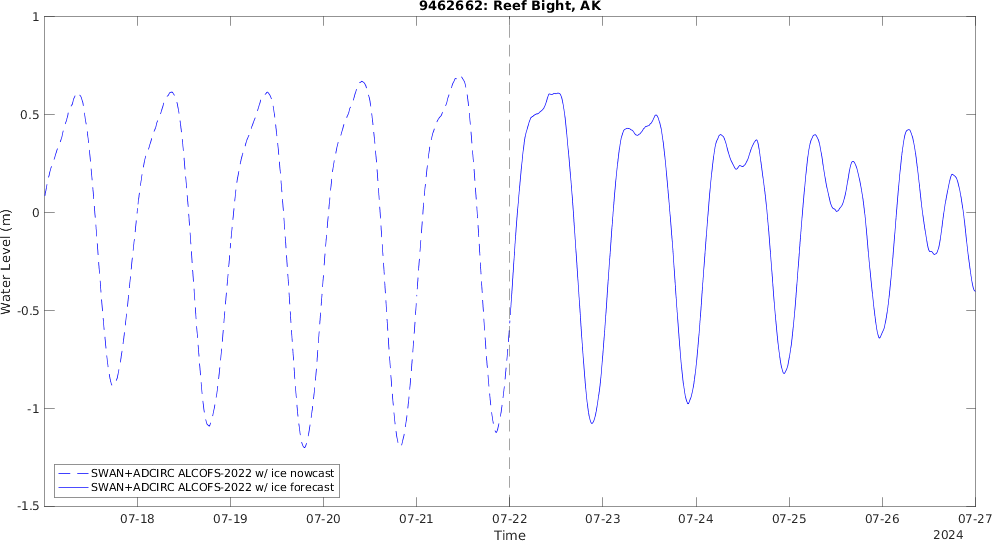 9462662: Reef Bight, AK
1
0.5
0
-0.5
-1
-1.5
Water Level (m)
SWAN+ADCIRC ALCOFS-2022 w/ ice nowcast
SWAN+ADCIRC ALCOFS-2022 w/ ice forecast
07-18 07-19 07-20 07-21 07-22 07-23 07-24 07-25 07-26 07-27
Time
2024